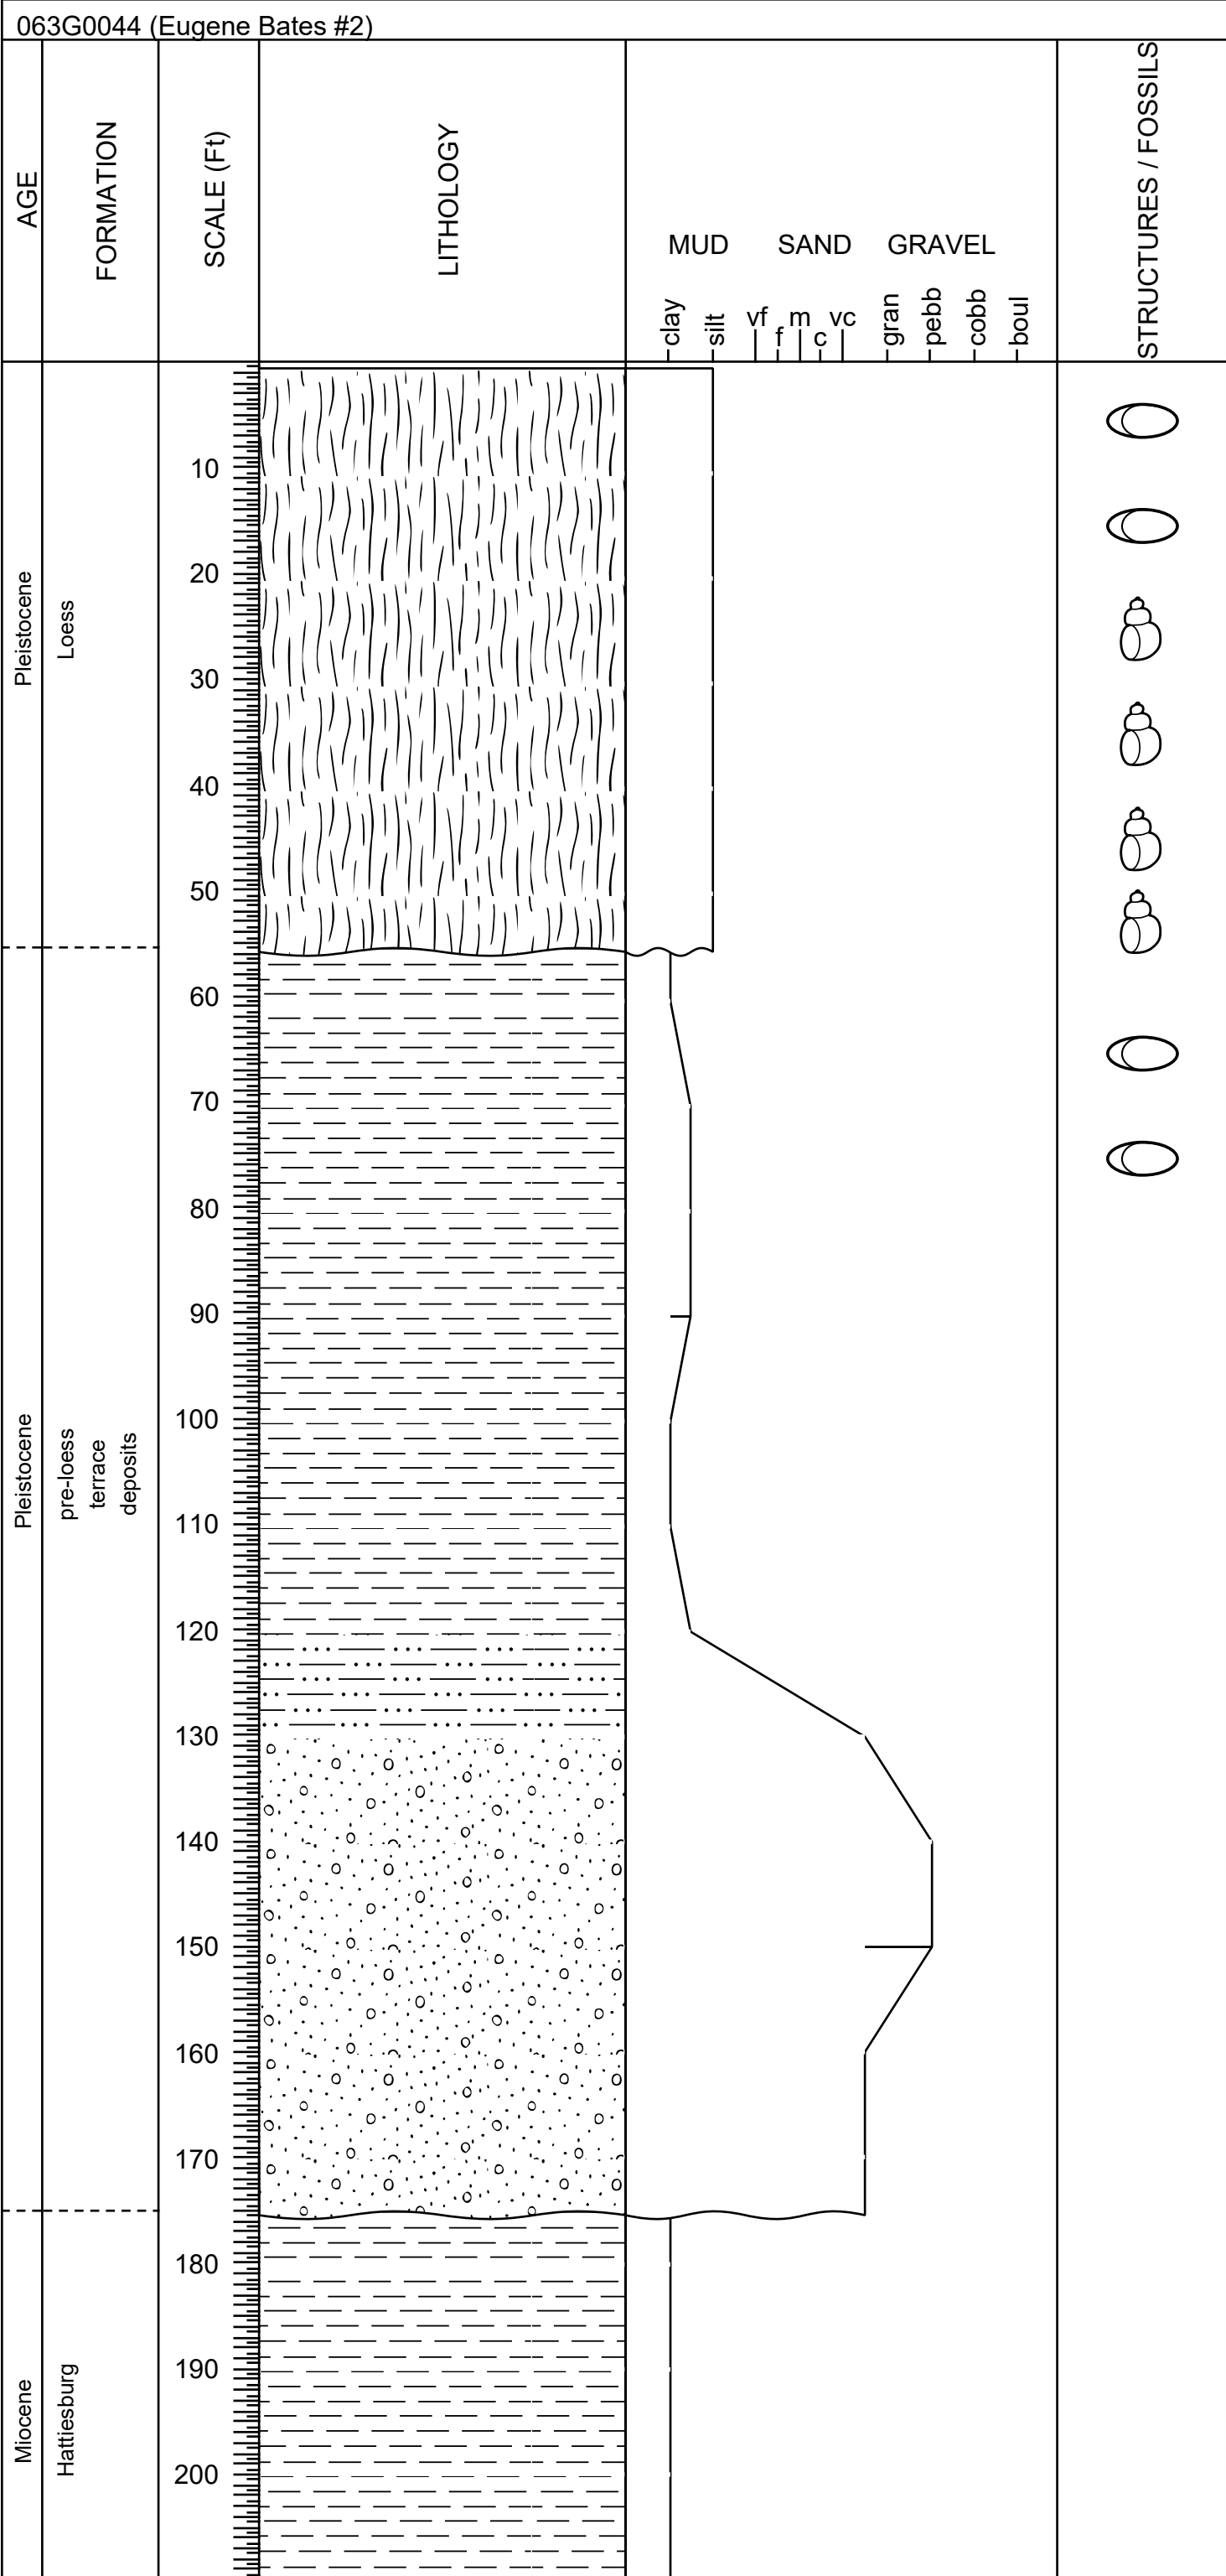 063G0044 (Eugene Bates #2)
AGE
FORMATION
SCALE (Ft)
LITHOLOGY
MUD SAND GRAVEL
clay silt vf f m c vc gran pebb cobb boul
STRUCTURES / FOSSILS
10
20
Pleistocene
Loess
30
40
50
60
70
80
90
100
Pleistocene
pre-loess
terrace
deposits
110
120
130
140
150
160
170
180
190
Miocene
Hattiesburg
200